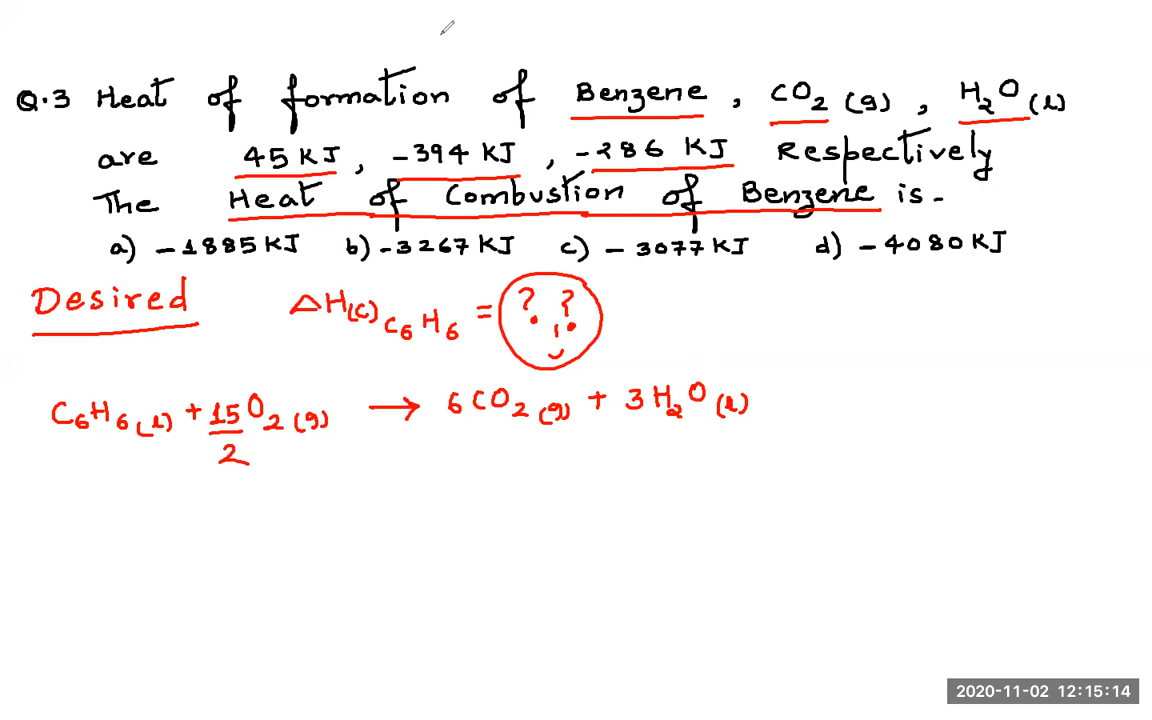 Q.3 Heat of formation of Benzene, CO2 (g), H2O (l)
are 45 KJ, -394 KJ, -286 KJ Respectively
The Heat of Combustion of Benzene is -
a) -1885 KJ b) -3267 KJ c) - 3077 KJ d) - 4080 KJ
Desired ΔH(c) C6H6 = ? ?
C6H6 (l) + 15/2 O2 (g) → 6CO2 (g) + 3H2O (l)
2020-11-02 12:15:14